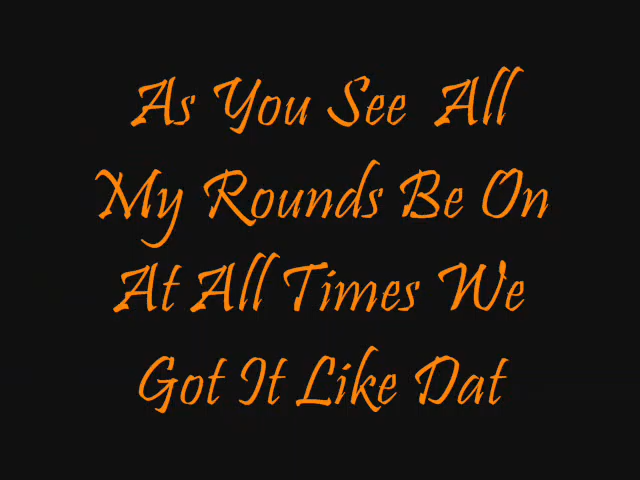 As You See All
My Rounds Be On
At All Times We
Got It Like Dat